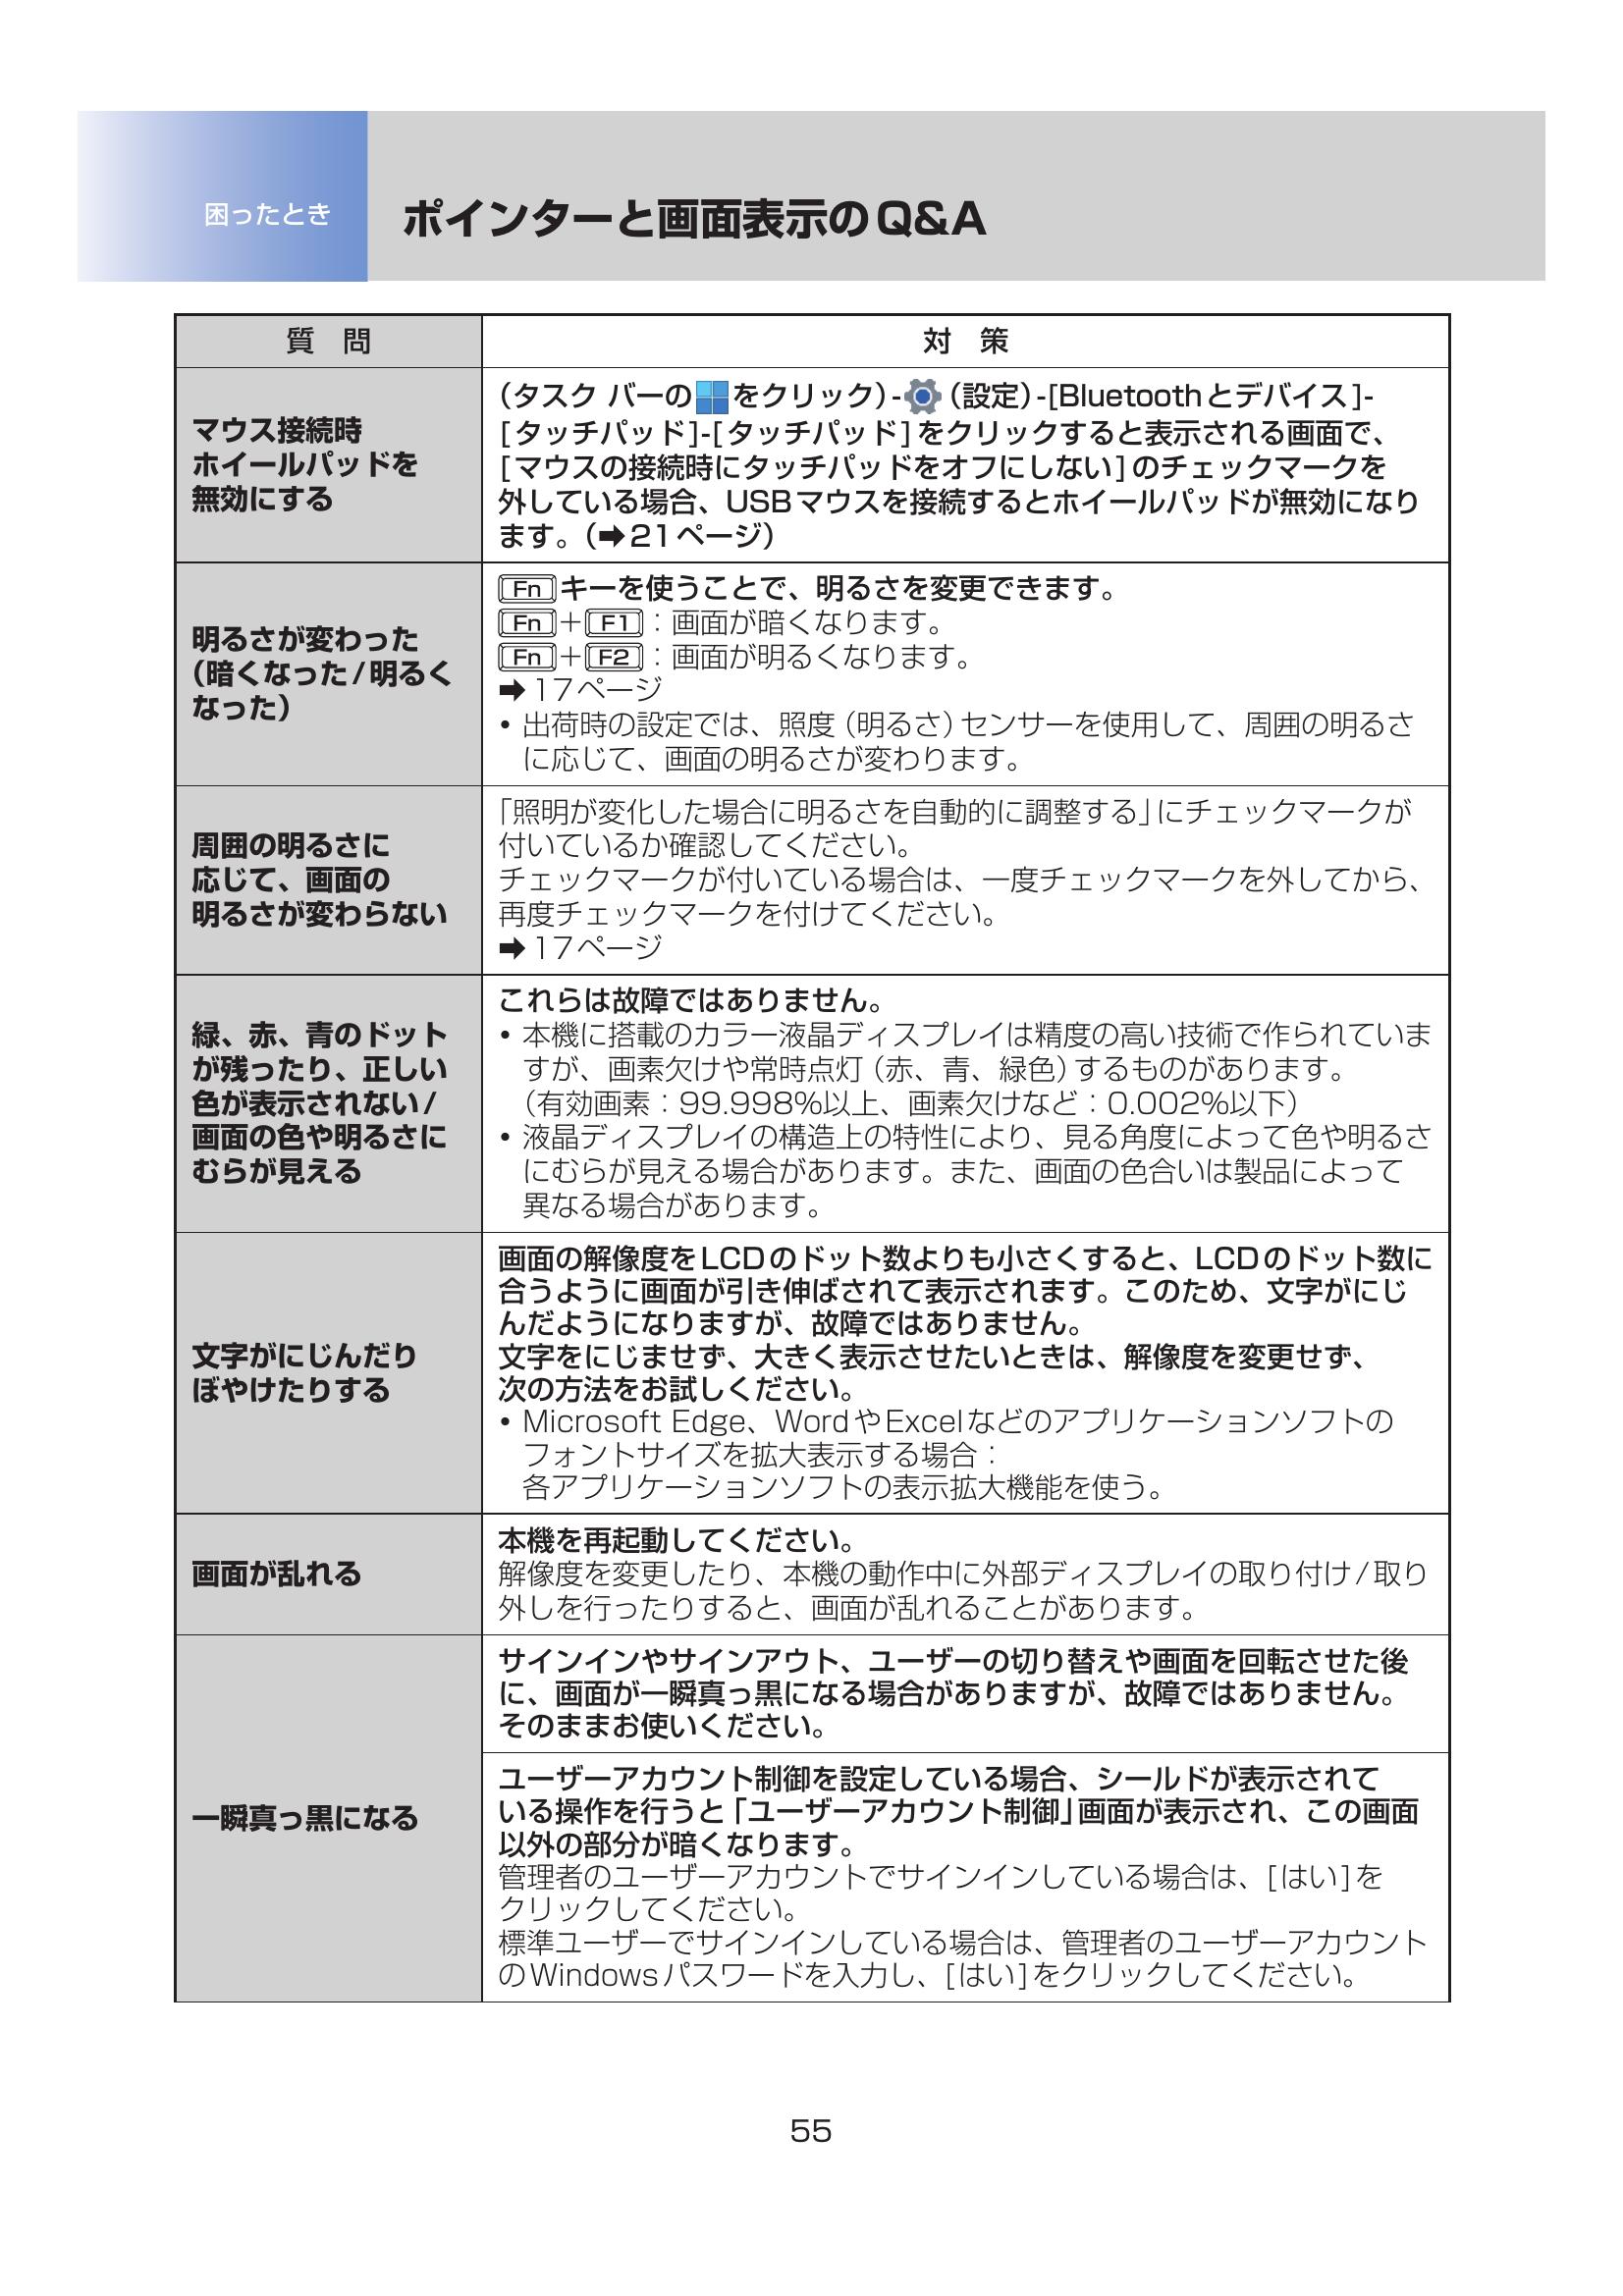 困ったとき
ポインターと画面表示のQ&A
質 問
対 策
マウス接続時
ホイールパッドを
無効にする
（タスク バーの をクリック）- （設定）-[Bluetoothとデバイス]-
[タッチパッド]-[タッチパッド]をクリックすると表示される画面で、
[マウスの接続時にタッチパッドをオフにしない]のチェックマークを
外している場合、USBマウスを接続するとホイールパッドが無効になり
ます。（➡21ページ）
明るさが変わった
（暗くなった/明るく
なった）
Fnキーを使うことで、明るさを変更できます。
Fn＋F1：画面が暗くなります。
Fn＋F2：画面が明るくなります。
➡17ページ
• 出荷時の設定では、照度（明るさ）センサーを使用して、周囲の明るさ
に応じて、画面の明るさが変わります。
周囲の明るさに
応じて、画面の
明るさが変わらない
「照明が変化した場合に明るさを自動的に調整する」にチェックマークが
付いているか確認してください。
チェックマークが付いている場合は、一度チェックマークを外してから、
再度チェックマークを付けてください。
➡17ページ
緑、赤、青のドット
が残ったり、正しい
色が表示されない/
画面の色や明るさに
むらが見える
これらは故障ではありません。
• 本機に搭載のカラー液晶ディスプレイは精度の高い技術で作られていま
すが、画素欠けや常時点灯（赤、青、緑色）するものがあります。
（有効画素：99.998%以上、画素欠けなど：0.002%以下）
• 液晶ディスプレイの構造上の特性により、見る角度によって色や明るさ
にむらが見える場合があります。また、画面の色合いは製品によって
異なる場合があります。
文字がにじんだり
ぼやけたりする
画面の解像度をLCDのドット数よりも小さくすると、LCDのドット数に
合うように画面が引き伸ばされて表示されます。このため、文字がにじ
んだようになりますが、故障ではありません。
文字をにじませず、大きく表示させたいときは、解像度を変更せず、
次の方法をお試しください。
• Microsoft Edge、WordやExcelなどのアプリケーションソフトの
フォントサイズを拡大表示する場合：
各アプリケーションソフトの表示拡大機能を使う。
画面が乱れる
本機を再起動してください。
解像度を変更したり、本機の動作中に外部ディスプレイの取り付け/取り
外しを行ったりすると、画面が乱れることがあります。
一瞬真っ黒になる
サインインやサインアウト、ユーザーの切り替えや画面を回転させた後
に、画面が一瞬真っ黒になる場合がありますが、故障ではありません。
そのままお使いください。
ユーザーアカウント制御を設定している場合、シールドが表示されて
いる操作を行うと「ユーザーアカウント制御」画面が表示され、この画面
以外の部分が暗くなります。
管理者のユーザーアカウントでサインインしている場合は、[はい]を
クリックしてください。
標準ユーザーでサインインしている場合は、管理者のユーザーアカウント
のWindowsパスワードを入力し、[はい]をクリックしてください。
55